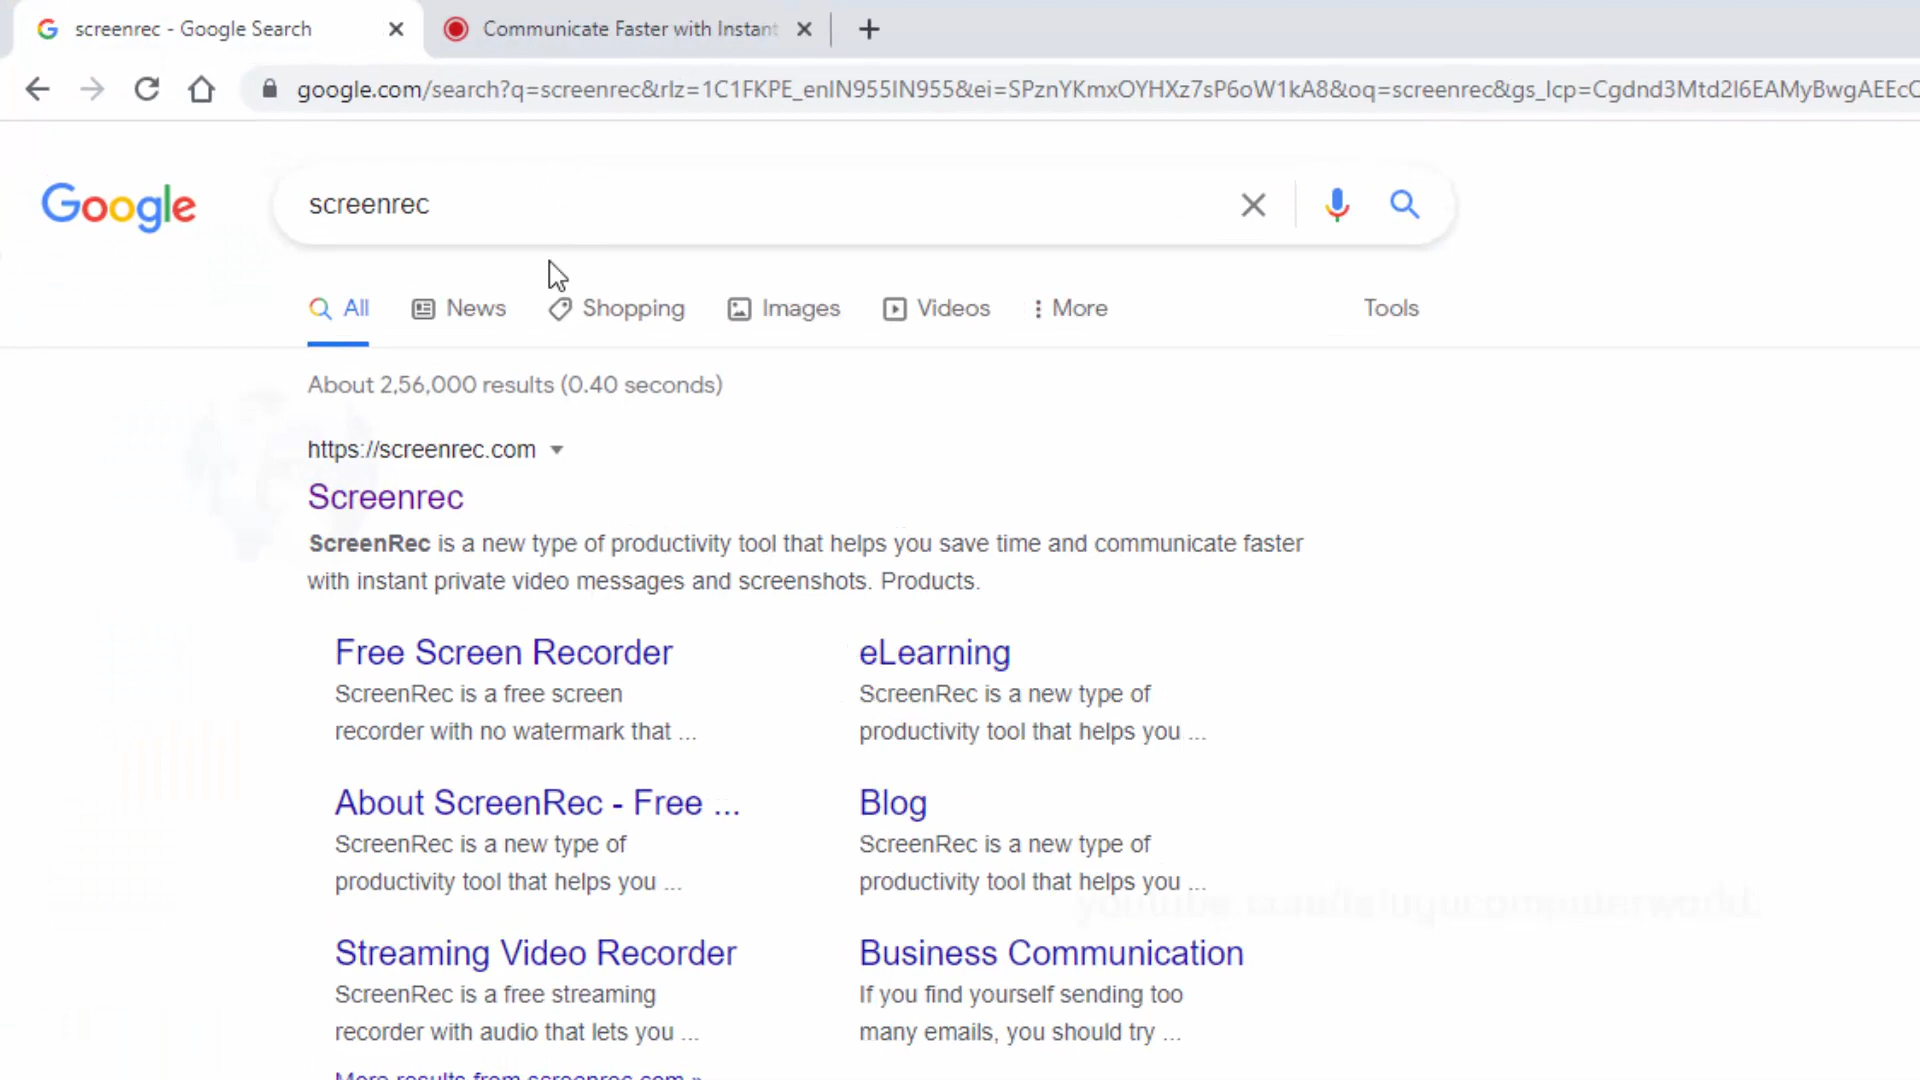 screenrec - Google Search
Communicate Faster with Instant
google.com/search?q=screenrec&rlz=1C1FKPE_enIN955IN955&ei=SPznYKmxOYHXz7sP6oW1kA8&oq=screenrec&gs_lcp=Cgdnd3Mtd2l6EAMyBwgAEEcC
Google
screenrec
All News Shopping Images Videos More Tools
About 2,56,000 results (0.40 seconds)
https://screenrec.com
Screenrec
ScreenRec is a new type of productivity tool that helps you save time and communicate faster
with instant private video messages and screenshots. Products.
Free Screen Recorder
ScreenRec is a free screen
recorder with no watermark that ...
eLearning
ScreenRec is a new type of
productivity tool that helps you ...
About ScreenRec - Free ...
ScreenRec is a new type of
productivity tool that helps you ...
Blog
ScreenRec is a new type of
productivity tool that helps you ...
Streaming Video Recorder
ScreenRec is a free streaming
recorder with audio that lets you ...
Business Communication
If you find yourself sending too
many emails, you should try ...
More results from screenrec.com »